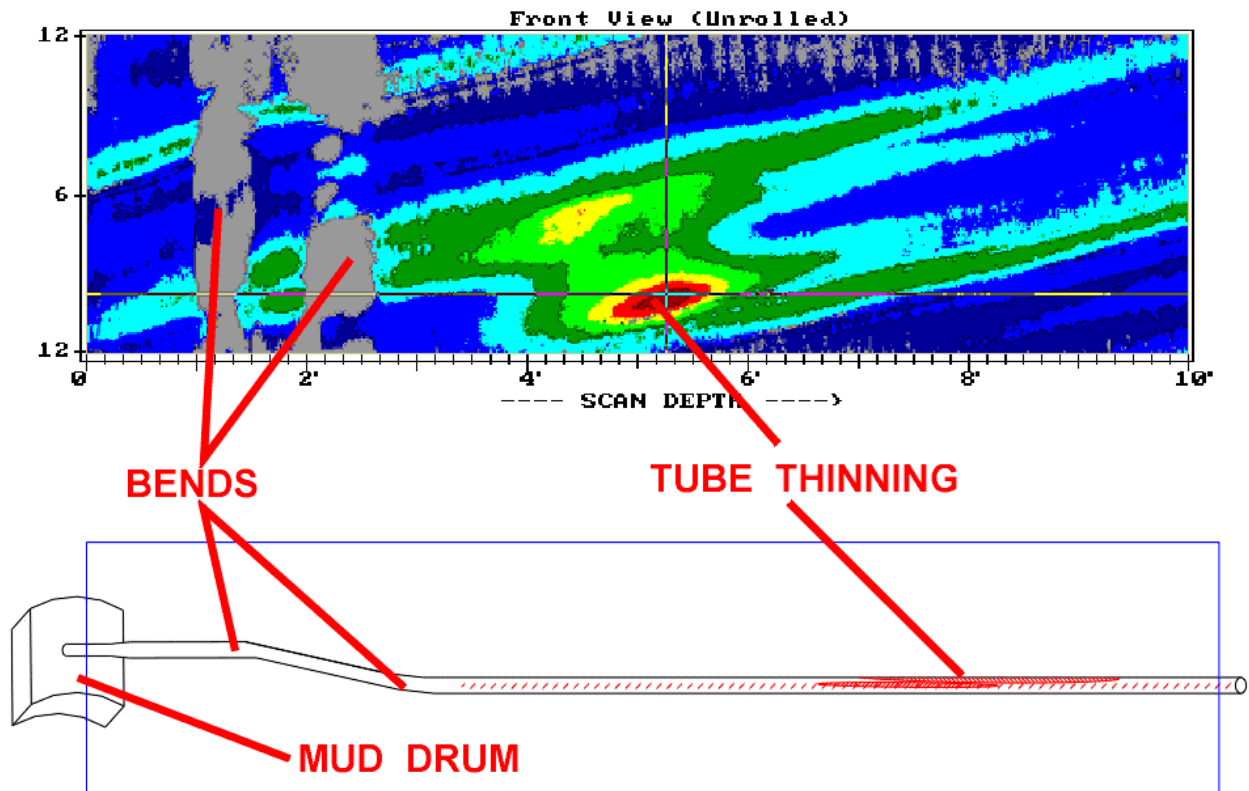 Front View (Unrolled)
12
6
12
0' 2' 4' 6' 8' 10'
---- SCAN DEPTH ---->
BENDS
TUBE THINNING
MUD DRUM